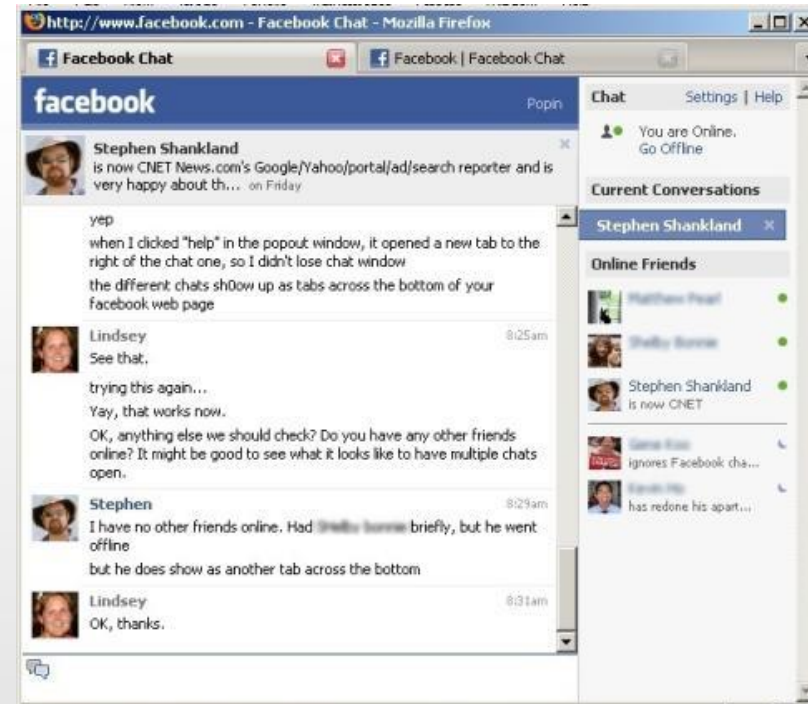 http://www.facebook.com - Facebook Chat - Mozilla Firefox
Facebook Chat
Facebook | Facebook Chat
facebook
Popin
Stephen Shankland
is now CNET News.com's Google/Yahoo/portal/ad/search reporter and is
very happy about th... on Friday
yep
when I clicked "help" in the popout window, it opened a new tab to the
right of the chat one, so I didn't lose chat window
the different chats sh0ow up as tabs across the bottom of your
facebook web page
Lindsey 8:25am
See that.
trying this again...
Yay, that works now.
OK, anything else we should check? Do you have any other friends
online? It might be good to see what it looks like to have multiple chats
open.
Stephen 8:29am
I have no other friends online. Had briefly, but he went
offline
but he does show as another tab across the bottom
Lindsey 8:31am
OK, thanks.
Chat Settings | Help
You are Online.
Go Offline
Current Conversations
Stephen Shankland
Online Friends
Stephen Shankland
is now CNET
ignores Facebook cha...
has redone his apart...